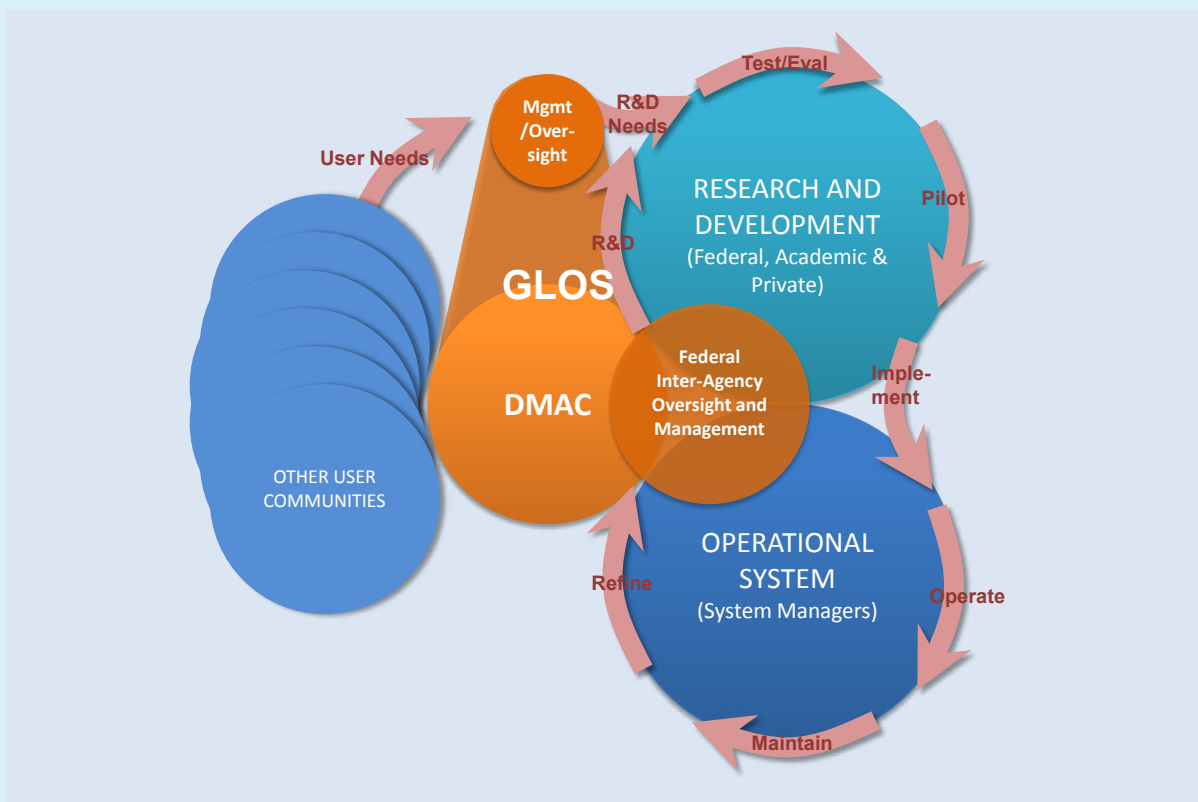 Test/Eval
Mgmt
/Over-
sight
R&D
Needs
User Needs
RESEARCH AND
DEVELOPMENT
(Federal, Academic &
Private)
Pilot
R&D
GLOS
Federal
Inter-Agency
Oversight and
Management
DMAC
Imple-
ment
OTHER USER
COMMUNITIES
OPERATIONAL
SYSTEM
(System Managers)
Refine
Operate
Maintain